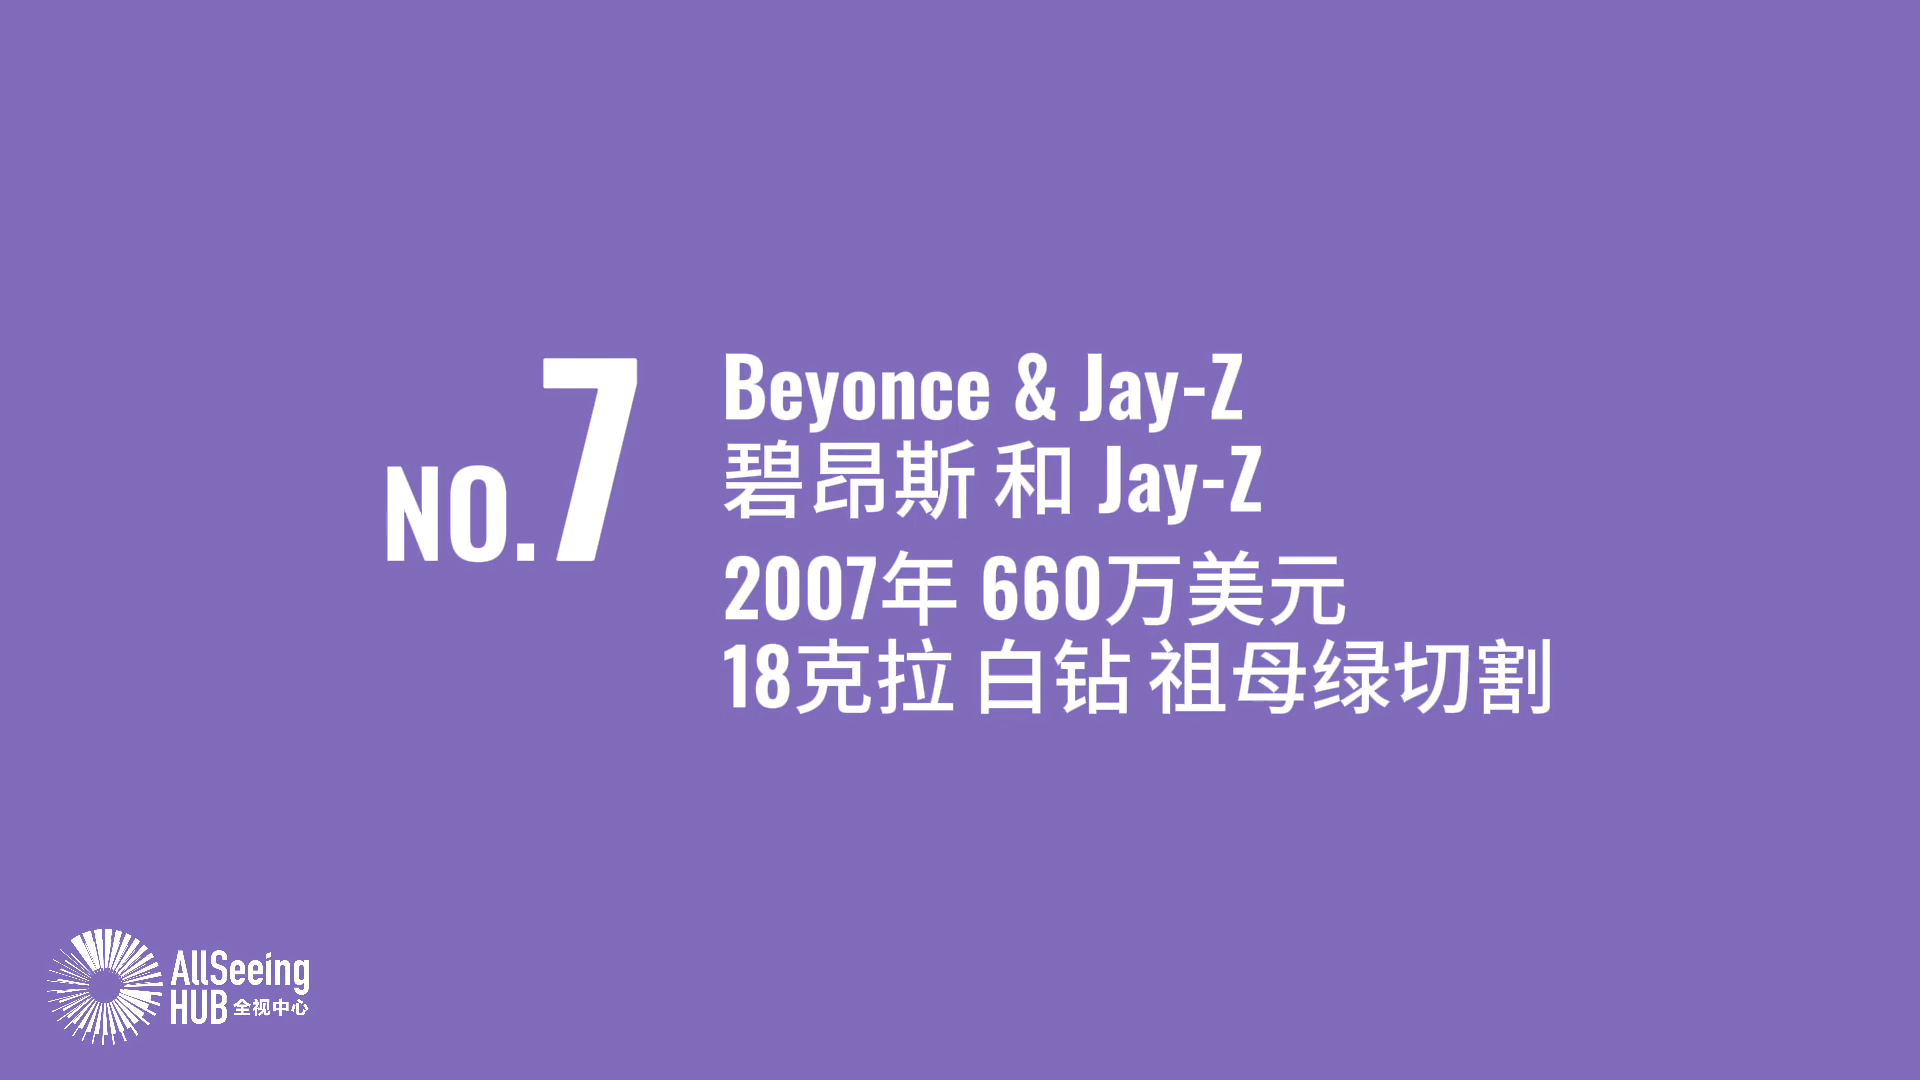 NO.7
Beyonce & Jay-Z
碧昂斯 和 Jay-Z
2007年 660万美元
18克拉 白钻 祖母绿切割
AllSeeing
HUB 全视中心